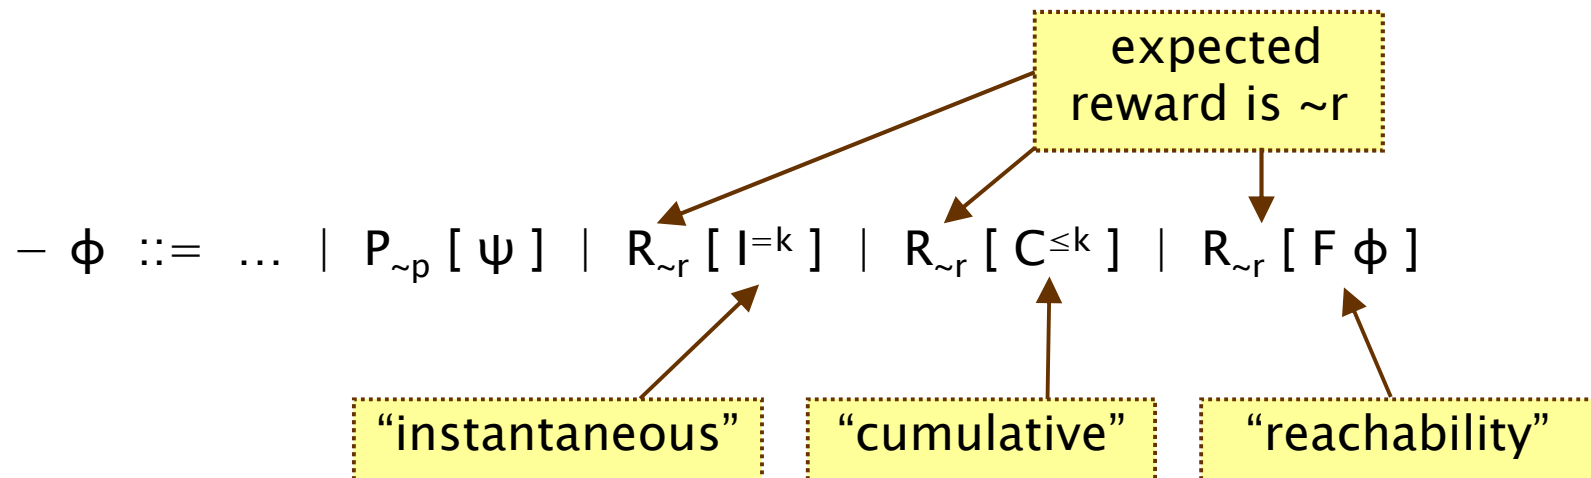 expected
reward is ~r
– ϕ ::= … | P~p [ ψ ] | R~r [ I=k ] | R~r [ C≤k ] | R~r [ F ϕ ]
“instantaneous” “cumulative” “reachability”